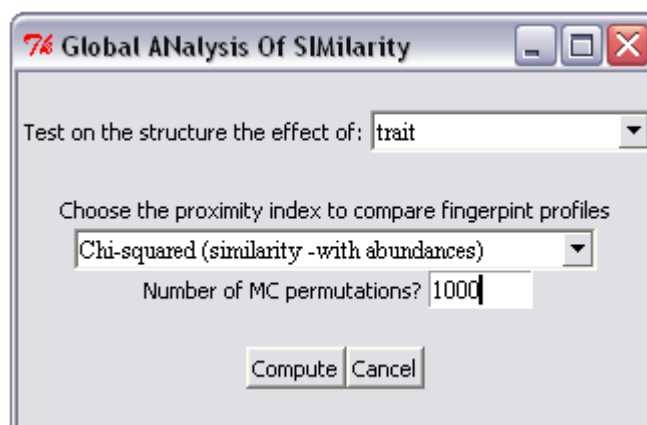 Global ANalysis Of SIMilarity
Test on the structure the effect of: trait
Choose the proximity index to compare fingerpint profiles
Chi-squared (similarity -with abundances)
Number of MC permutations? 1000
Compute Cancel